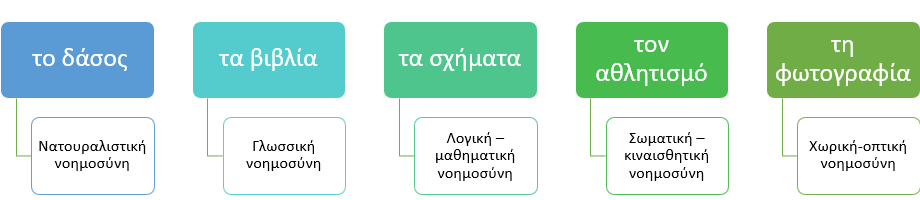 το δάσος
Νατουραλιστική
νοημοσύνη
τα βιβλία
Γλωσσική
νοημοσύνη
τα σχήματα
Λογική –
μαθηματική
νοημοσύνη
τον
αθλητισμό
Σωματική –
κιναισθητική
νοημοσύνη
τη
φωτογραφία
Χωρική-οπτική
νοημοσύνη